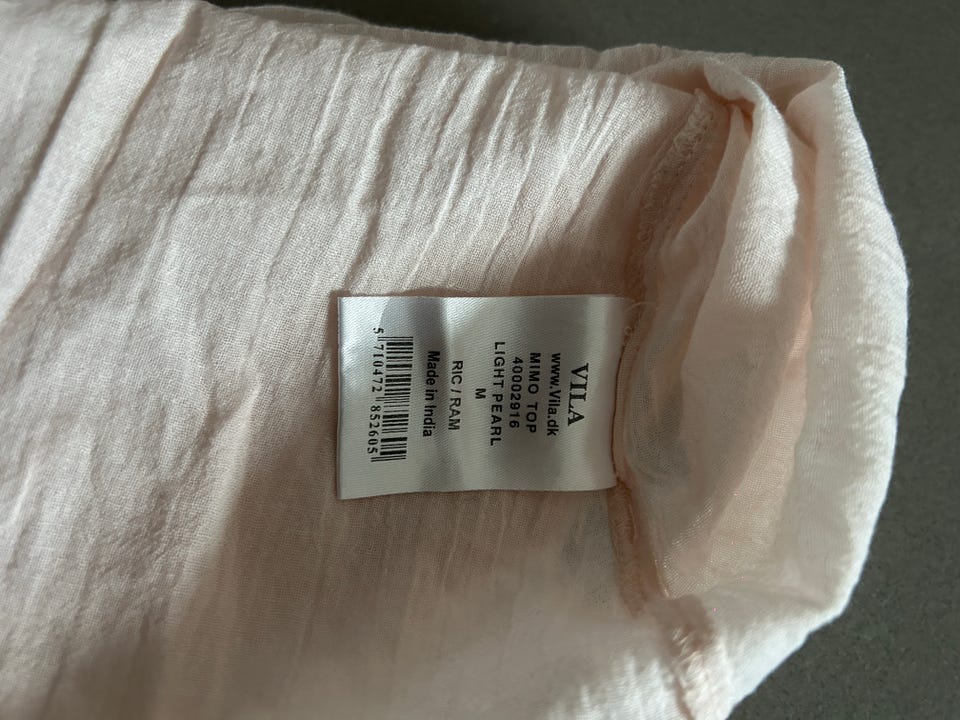 VILA
www.Vila.dk
MIMO TOP
40002916
LIGHT PEARL
M
RIC / RAM
Made in India
5 710472 852605